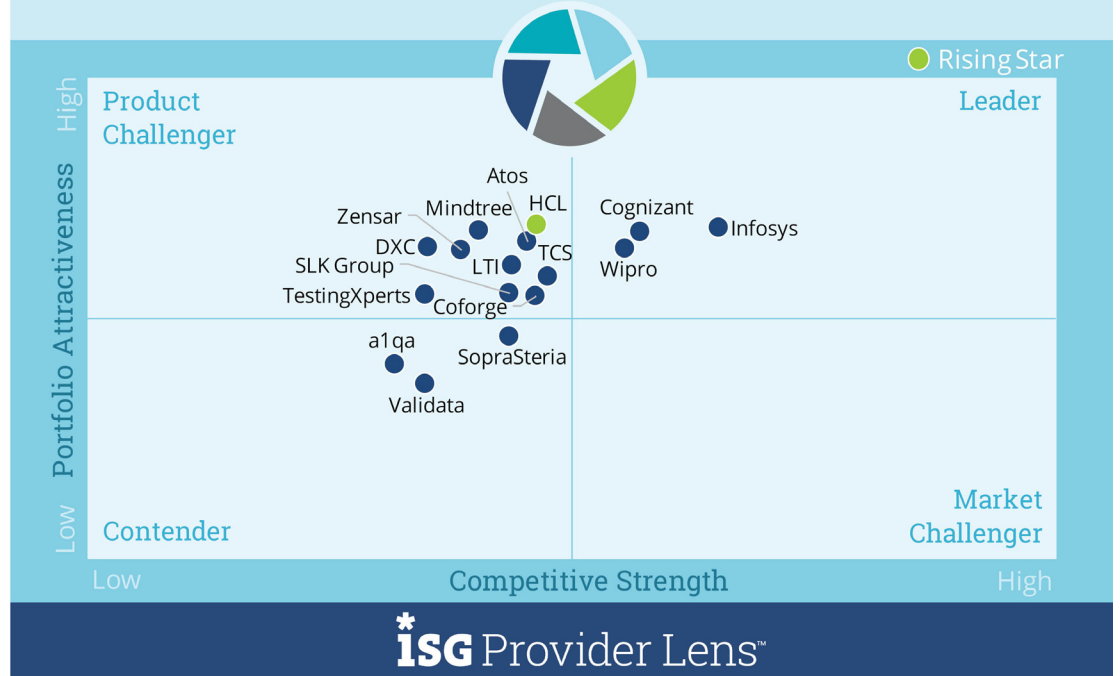 Rising Star
High
Product
Challenger
Leader
Atos
HCL
Mindtree
Cognizant
Zensar
Infosys
DXC
TCS
SLK Group
LTI
Wipro
TestingXperts
Coforge
a1qa
SopraSteria
Validata
Portfolio Attractiveness
Low
Contender
Market
Challenger
Low
Competitive Strength
High
*ISG Provider Lens™